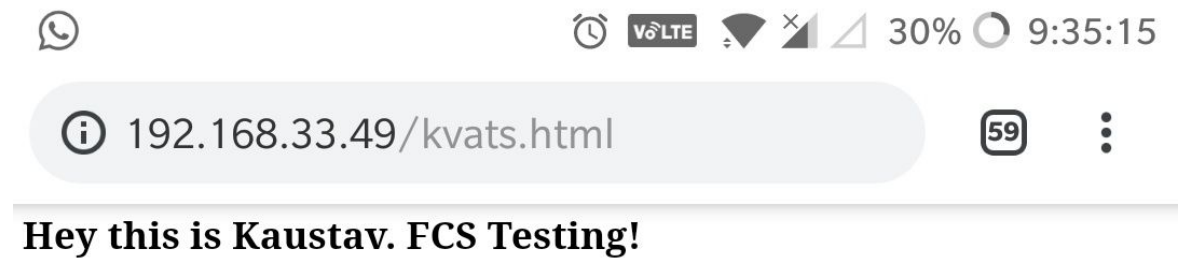 VoLTE 30% 9:35:15
192.168.33.49/kvats.html 59
Hey this is Kaustav. FCS Testing!